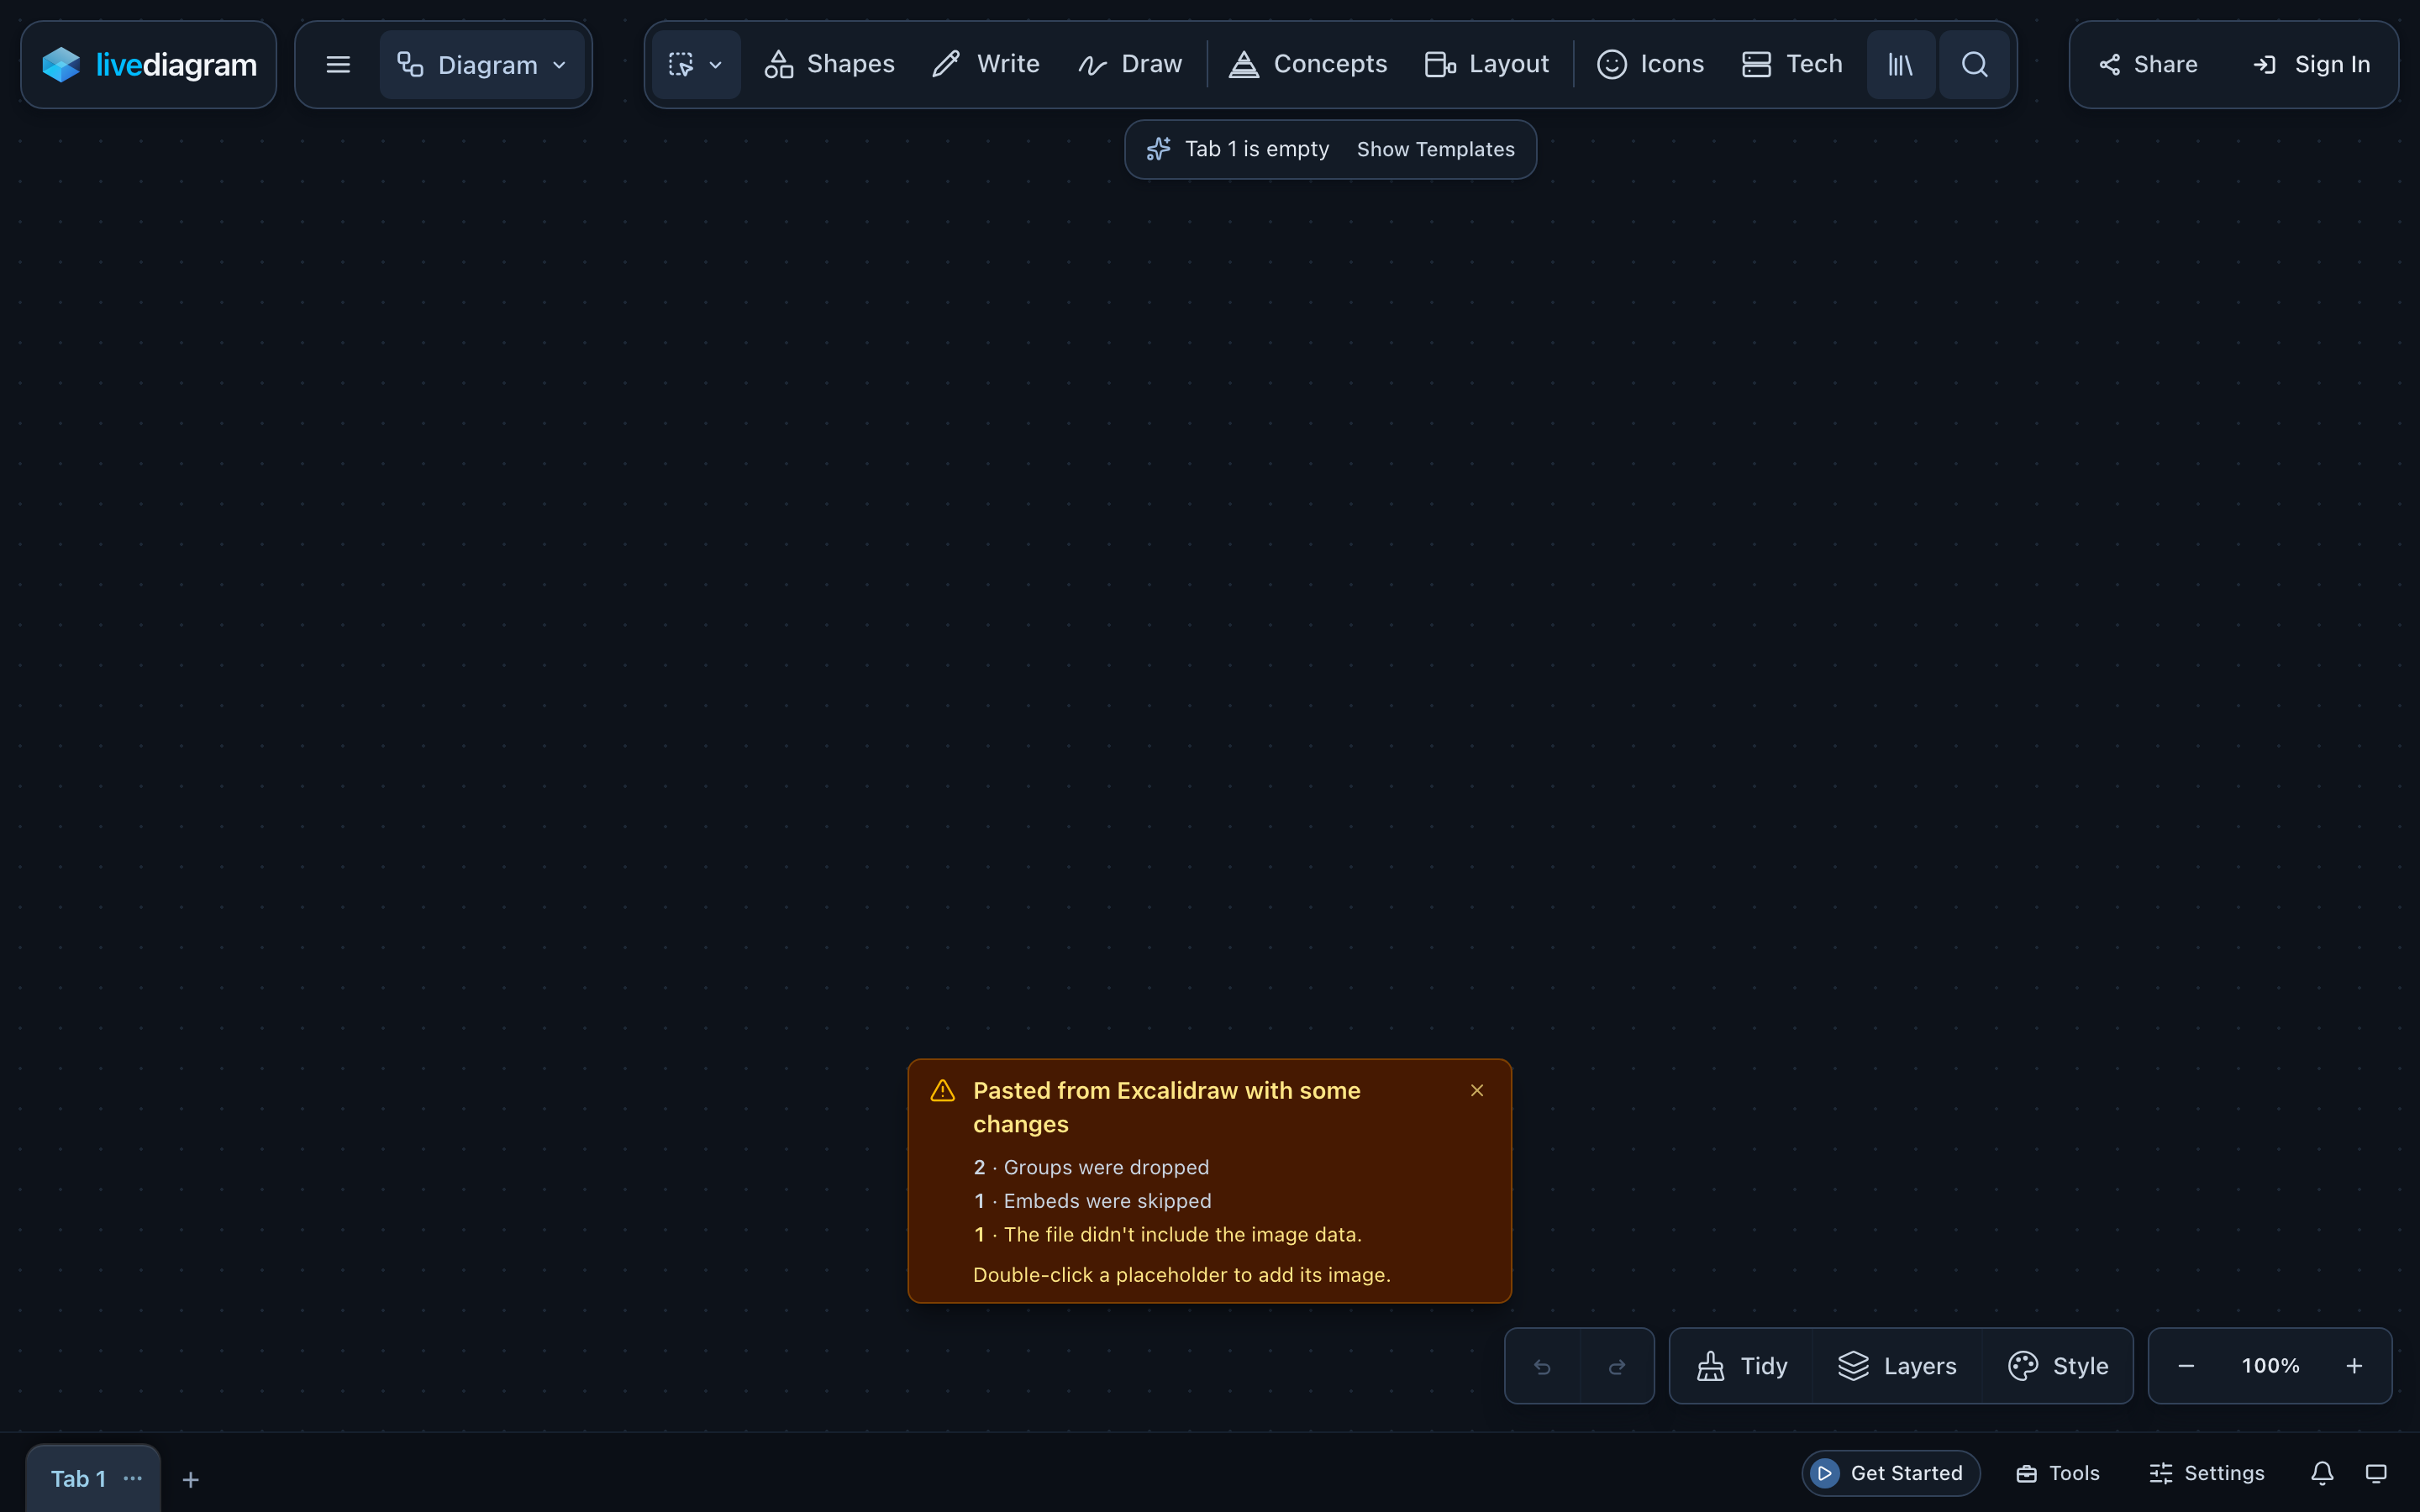 livediagram
Diagram
Shapes
Write
Draw
Concepts
Layout
Icons
Tech
Share
Sign In
Tab 1 is empty Show Templates
Pasted from Excalidraw with some
changes
2 · Groups were dropped
1 · Embeds were skipped
1 · The file didn't include the image data.
Double-click a placeholder to add its image.
Tidy
Layers
Style
100%
Tab 1
Get Started
Tools
Settings